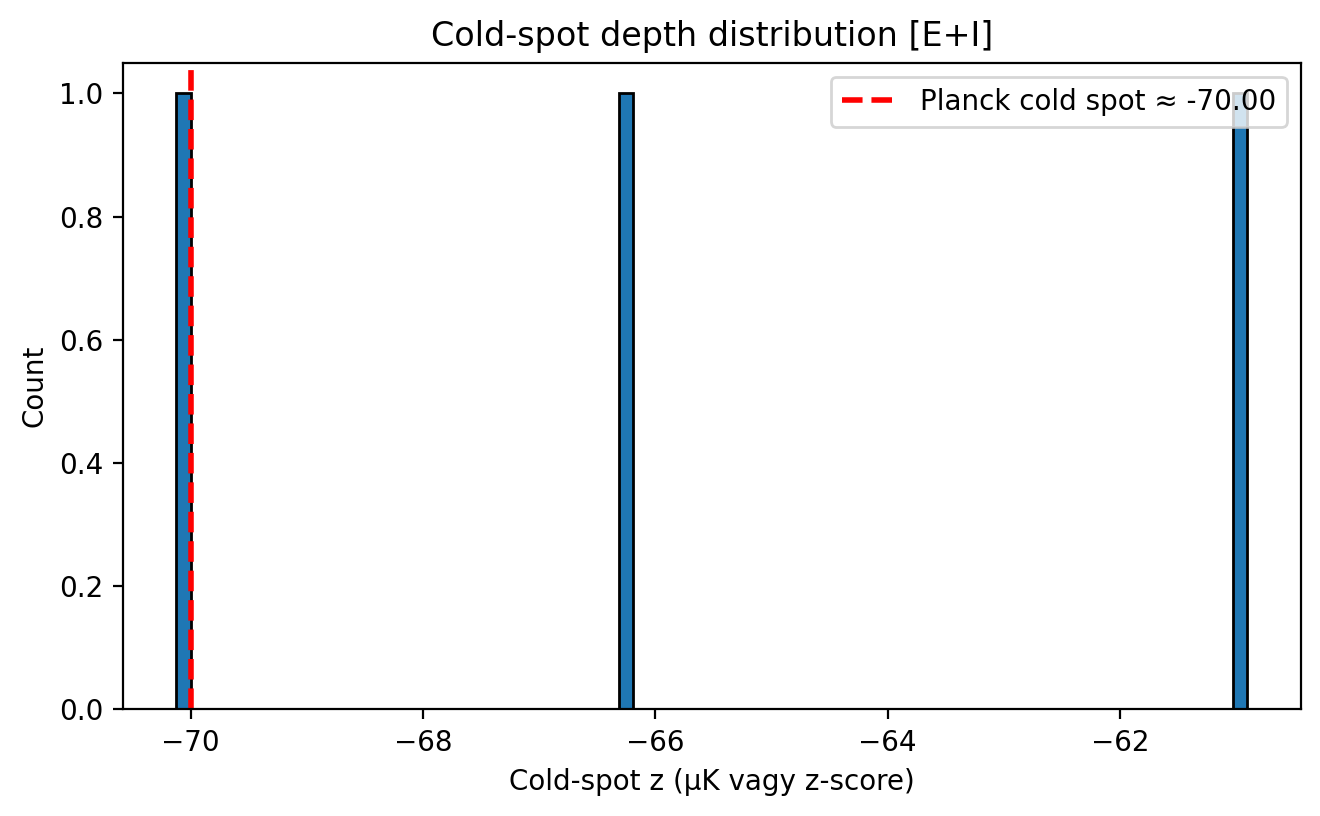 Cold-spot depth distribution [E+I]
Planck cold spot ≈ -70.00
Count
1.0
0.8
0.6
0.4
0.2
0.0
−70 −68 −66 −64 −62
Cold-spot z (μK vagy z-score)